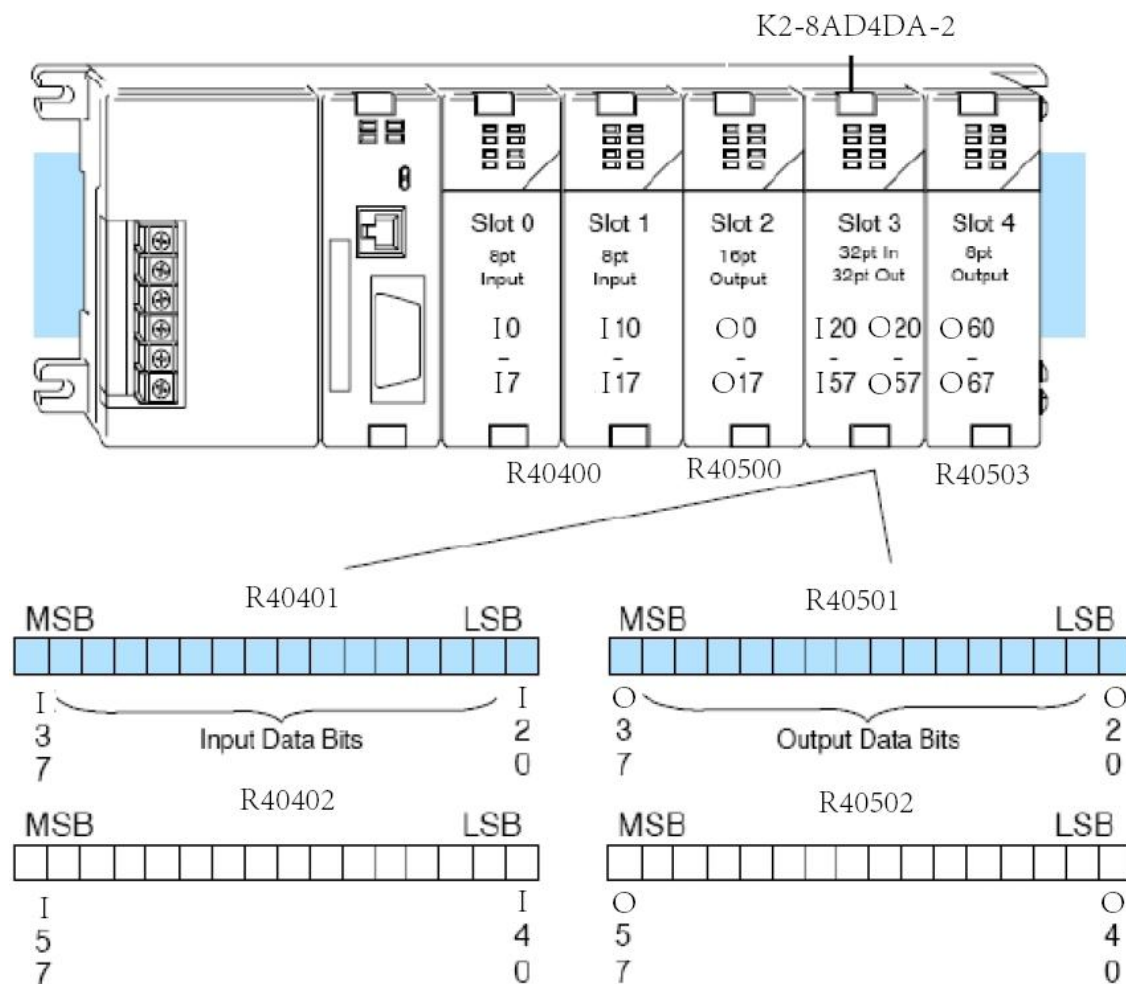 K2-8AD4DA-2
Slot 0
8pt
Input
I0
-
I7
Slot 1
8pt
Input
I10
-
I17
Slot 2
16pt
Output
O0
-
O17
Slot 3
32pt In
32pt Out
I20 O20
- -
I57 O57
Slot 4
8pt
Output
O60
-
O67
R40400
R40500
R40503
R40401
MSB LSB
I
3
7
Input Data Bits
I
2
0
R40501
MSB LSB
O
3
7
Output Data Bits
O
2
0
R40402
MSB LSB
I
5
7
I
4
0
R40502
MSB LSB
O
5
7
O
4
0